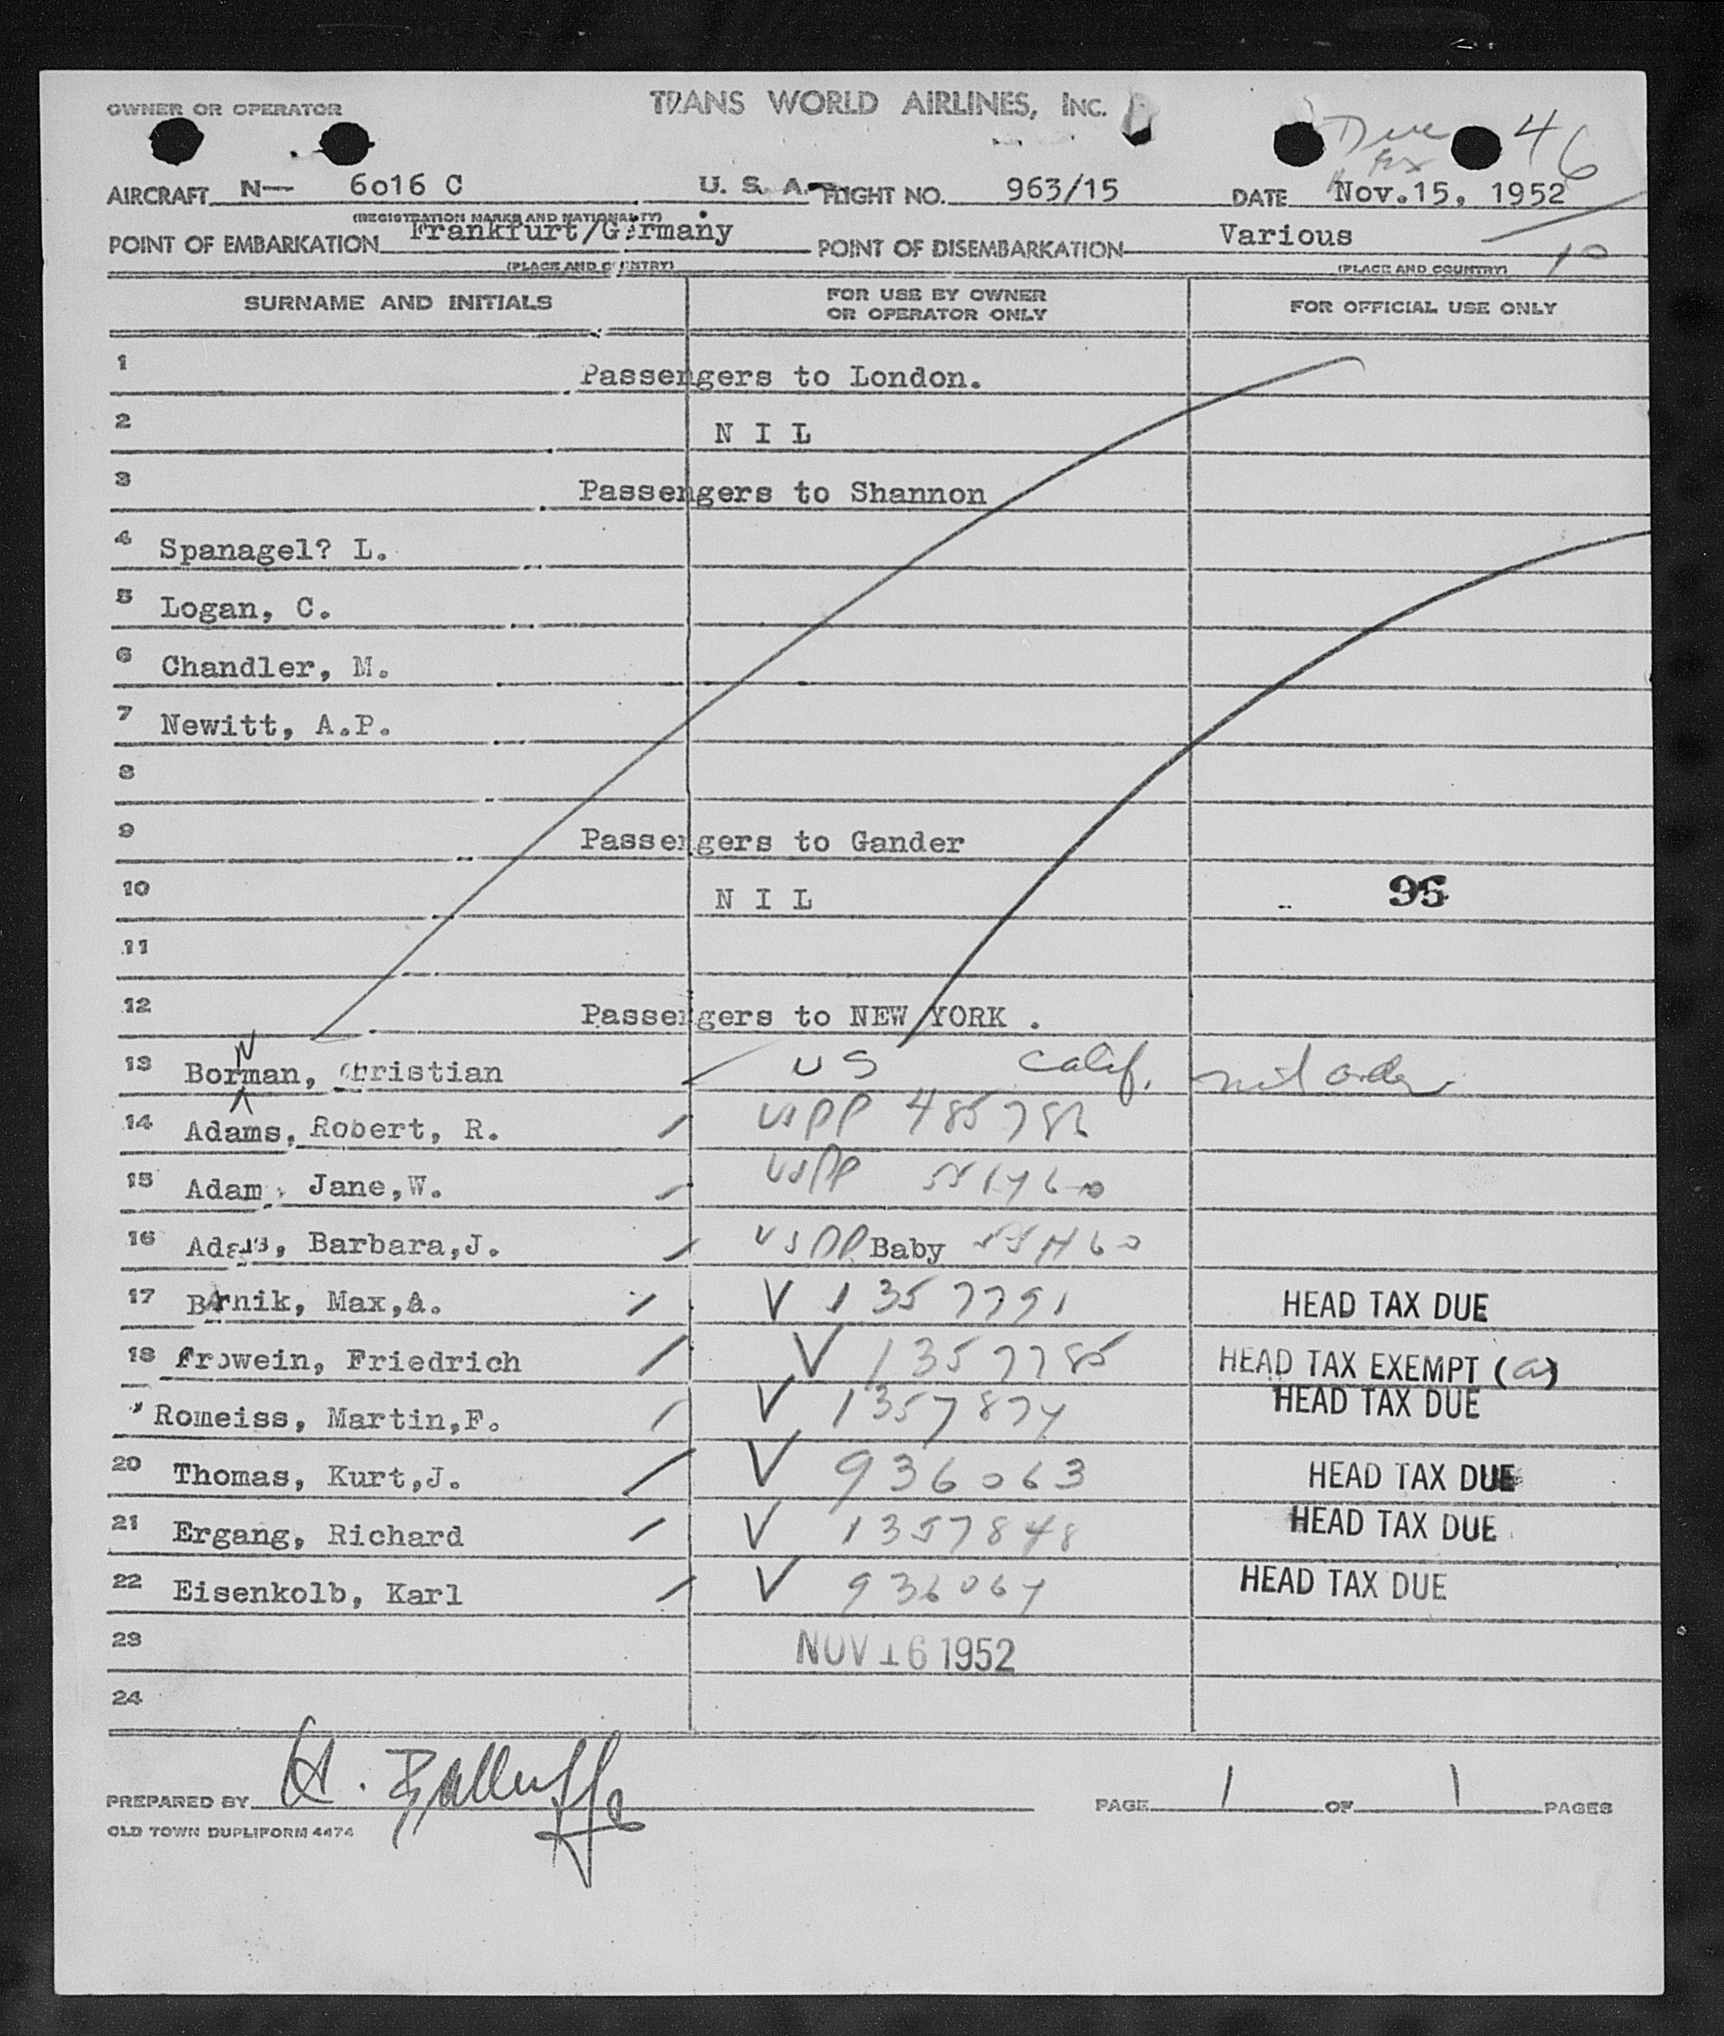 OWNER OR OPERATOR TRANS WORLD AIRLINES, INC.
Due 46
AIRCRAFT N— 6016 C U. S. A. FLIGHT NO. 963/15 DATE Nov.15, 1952
(REGISTRATION MARKS AND NATIONALITY)
POINT OF EMBARKATION Frankfurt/Germany POINT OF DISEMBARKATION Various
(PLACE AND COUNTRY) (PLACE AND COUNTRY) 10
SURNAME AND INITIALS FOR USE BY OWNER OR OPERATOR ONLY FOR OFFICIAL USE ONLY
1 Passengers to London.
2 N I L
3 Passengers to Shannon
4 Spanagel? L.
5 Logan, C.
6 Chandler, M.
7 Newitt, A.P.
8
9 Passengers to Gander
10 N I L 95
11
12 Passengers to NEW YORK .
N
13 Borman, Christian US Calif.
14 Adams, Robert, R. USPP 485786
15 Adam, Jane,W. USPP 551460
16 Adams, Barbara,J. USPP Baby 551460
17 Barnik, Max,A. V 1357791 HEAD TAX DUE
18 Frowein, Friedrich V 1357785 HEAD TAX EXEMPT (a)
Romeiss, Martin,F. V 1357874 HEAD TAX DUE
20 Thomas, Kurt,J. V 936063 HEAD TAX DUE
21 Ergang, Richard V 1357848 HEAD TAX DUE
22 Eisenkolb, Karl V 936064 HEAD TAX DUE
23 NOV 16 1952
24
PREPARED BY H. Balluff PAGE 1 OF 1 PAGES
OLD TOWN DUPLIFORM 4474